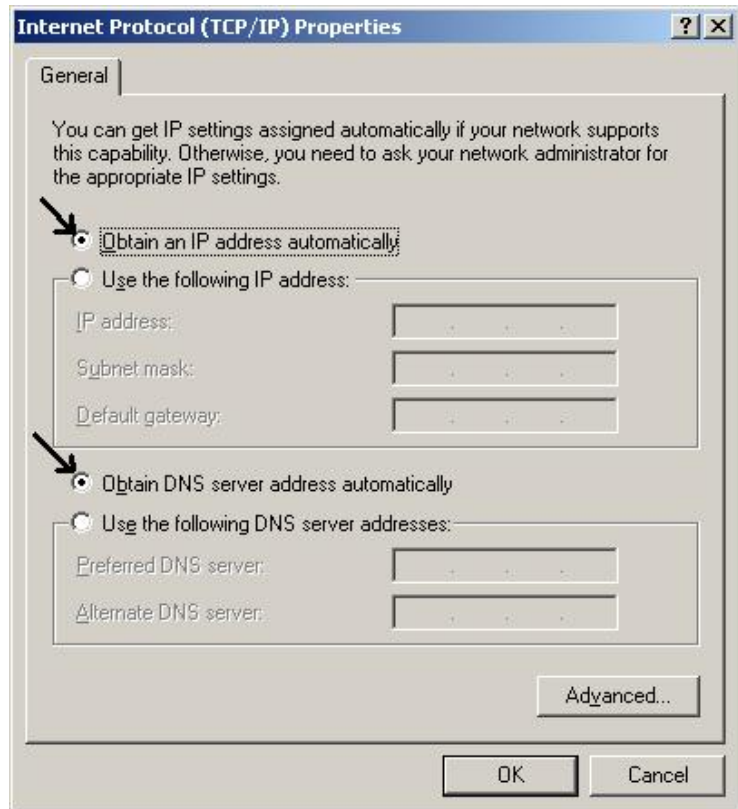 Internet Protocol (TCP/IP) Properties
General
You can get IP settings assigned automatically if your network supports
this capability. Otherwise, you need to ask your network administrator for
the appropriate IP settings.
Obtain an IP address automatically
Use the following IP address:
IP address:
Subnet mask:
Default gateway:
Obtain DNS server address automatically
Use the following DNS server addresses:
Preferred DNS server:
Alternate DNS server:
Advanced...
OK Cancel